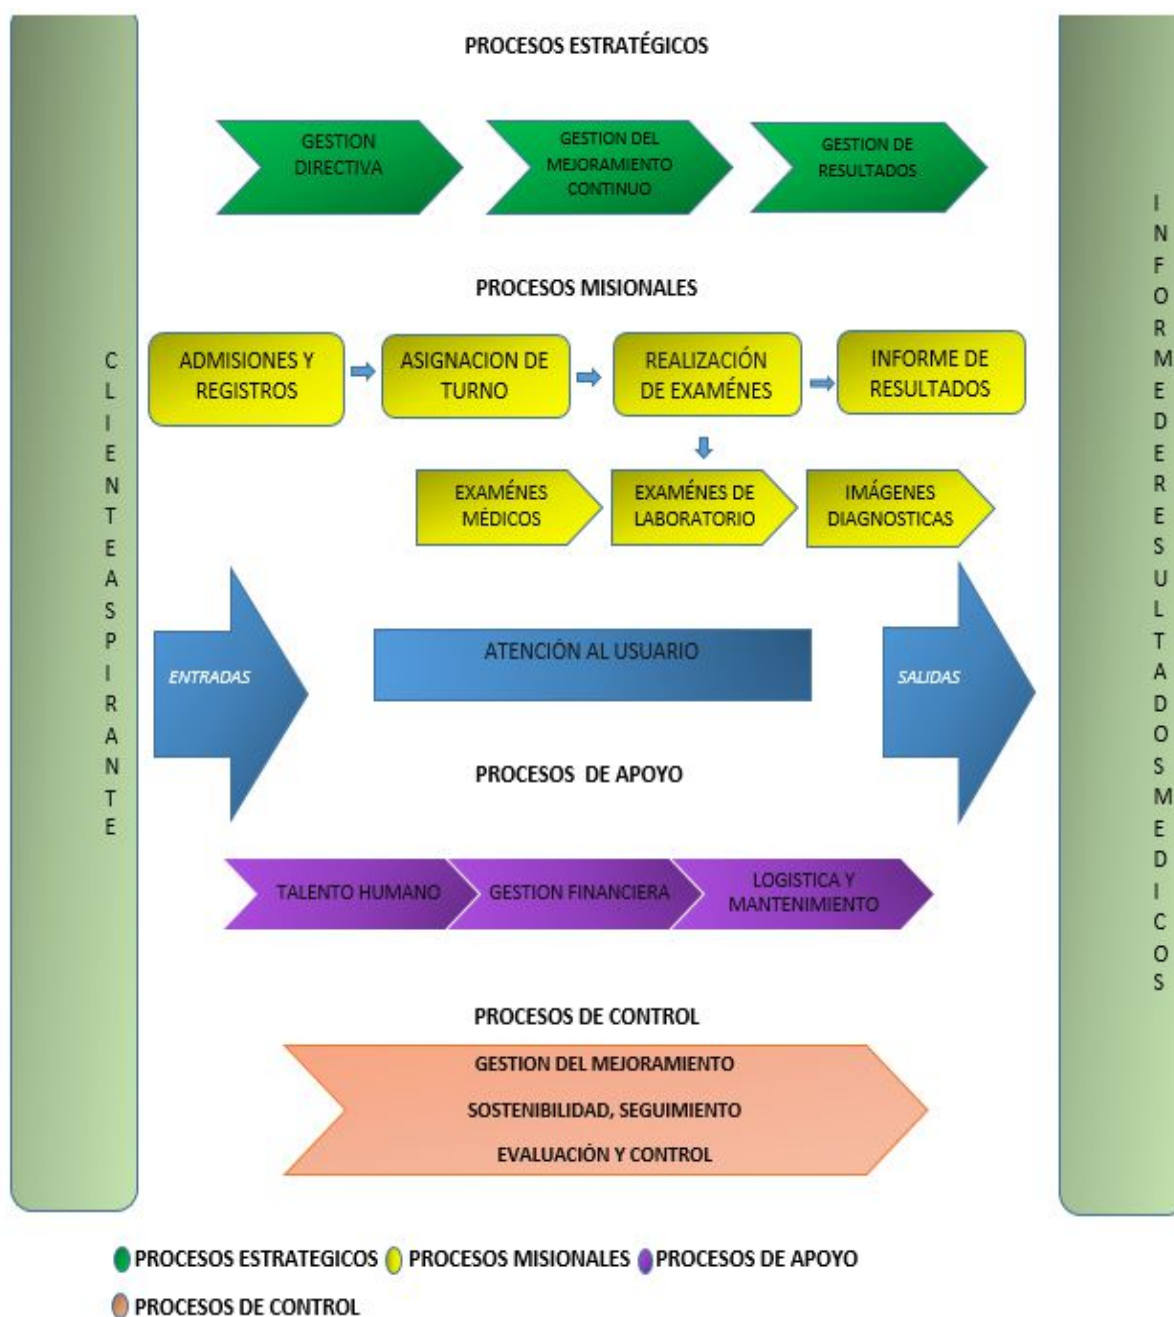 PROCESOS ESTRATÉGICOS
GESTION
DIRECTIVA
GESTION DEL
MEJORAMIENTO
CONTINUO
GESTION DE
RESULTADOS
PROCESOS MISIONALES
ADMISIONES Y
REGISTROS
ASIGNACION DE
TURNO
REALIZACIÓN
DE EXAMÉNES
INFORME DE
RESULTADOS
EXAMÉNES
MÉDICOS
EXAMÉNES DE
LABORATORIO
IMÁGENES
DIAGNOSTICAS
CLIENTEASPIRANTE
ENTRADAS
ATENCIÓN AL USUARIO
SALIDAS
INFORMEDERESULTADOSMEDICOS
PROCESOS DE APOYO
TALENTO HUMANO
GESTION FINANCIERA
LOGISTICA Y
MANTENIMIENTO
PROCESOS DE CONTROL
GESTION DEL MEJORAMIENTO
SOSTENIBILIDAD, SEGUIMIENTO
EVALUACIÓN Y CONTROL
PROCESOS ESTRATEGICOS
PROCESOS MISIONALES
PROCESOS DE APOYO
PROCESOS DE CONTROL